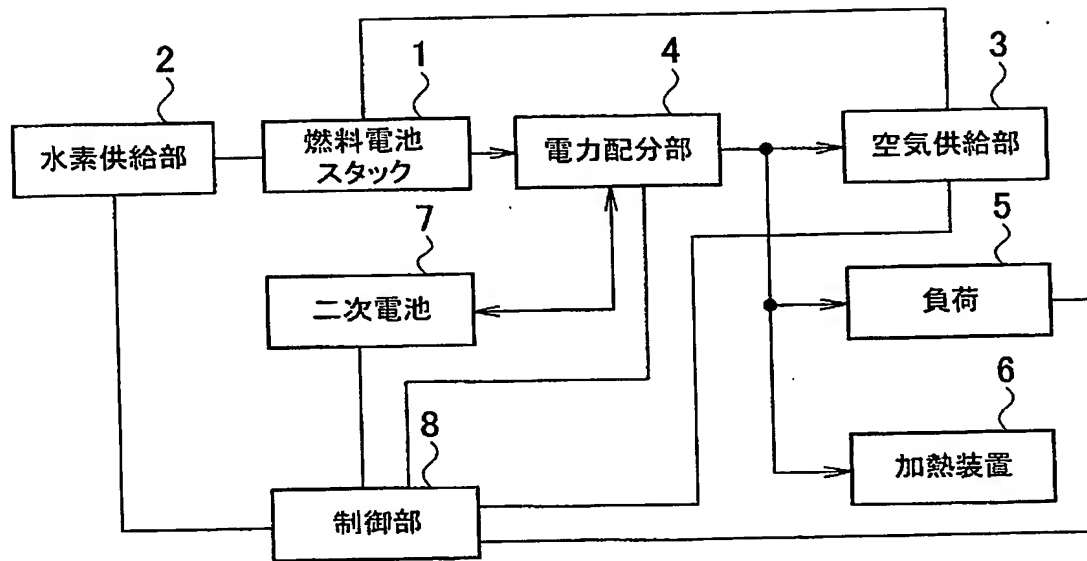 2
1
4
3
水素供給部
燃料電池
スタック
電力配分部
空気供給部
7
5
二次電池
負荷
6
8
加熱装置
制御部